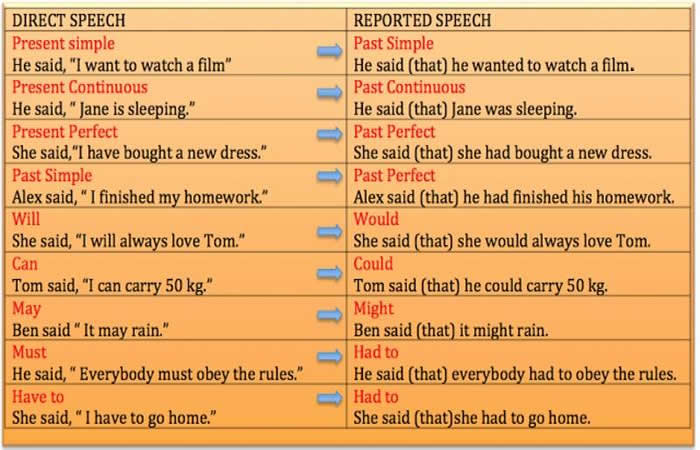 DIRECT SPEECH
REPORTED SPEECH
Present simple
He said, “I want to watch a film”
Past Simple
He said (that) he wanted to watch a film.
Present Continuous
He said, “ Jane is sleeping.”
Past Continuous
He said (that) Jane was sleeping.
Present Perfect
She said,“I have bought a new dress.”
Past Perfect
She said (that) she had bought a new dress.
Past Simple
Alex said, “ I finished my homework.”
Past Perfect
Alex said (that) he had finished his homework.
Will
She said, “I will always love Tom.”
Would
She said (that) she would always love Tom.
Can
Tom said, “I can carry 50 kg.”
Could
Tom said (that) he could carry 50 kg.
May
Ben said “ It may rain.”
Might
Ben said (that) it might rain.
Must
He said, “ Everybody must obey the rules.”
Had to
He said (that) everybody had to obey the rules.
Have to
She said, “ I have to go home.”
Had to
She said (that)she had to go home.